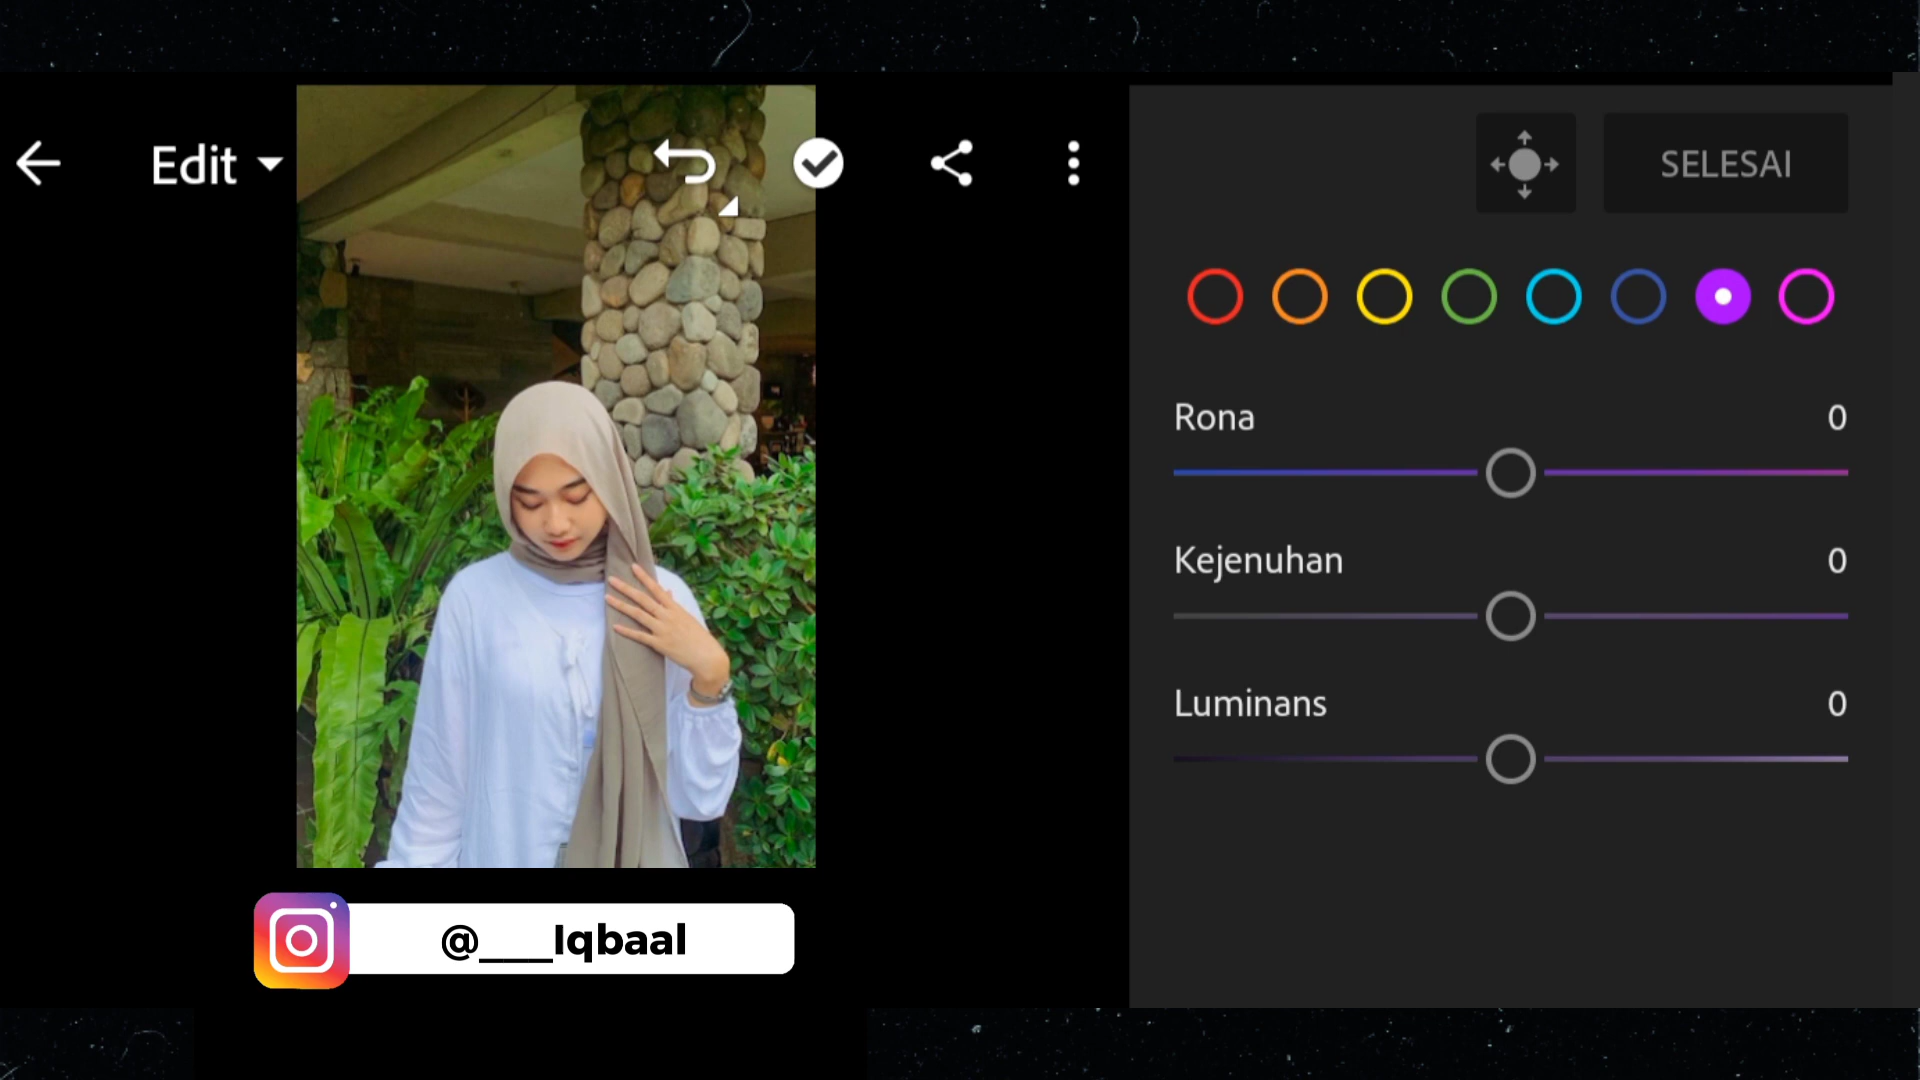 Edit
SELESAI
Rona 0
Kejenuhan 0
Luminans 0
@___Iqbaal